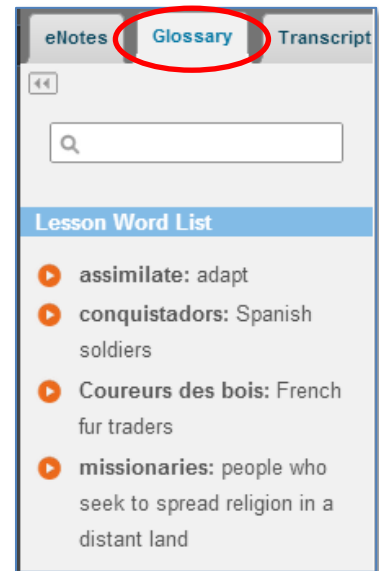 eNotes Glossary Transcript
Lesson Word List
assimilate: adapt
conquistadors: Spanish
soldiers
Coureurs des bois: French
fur traders
missionaries: people who
seek to spread religion in a
distant land